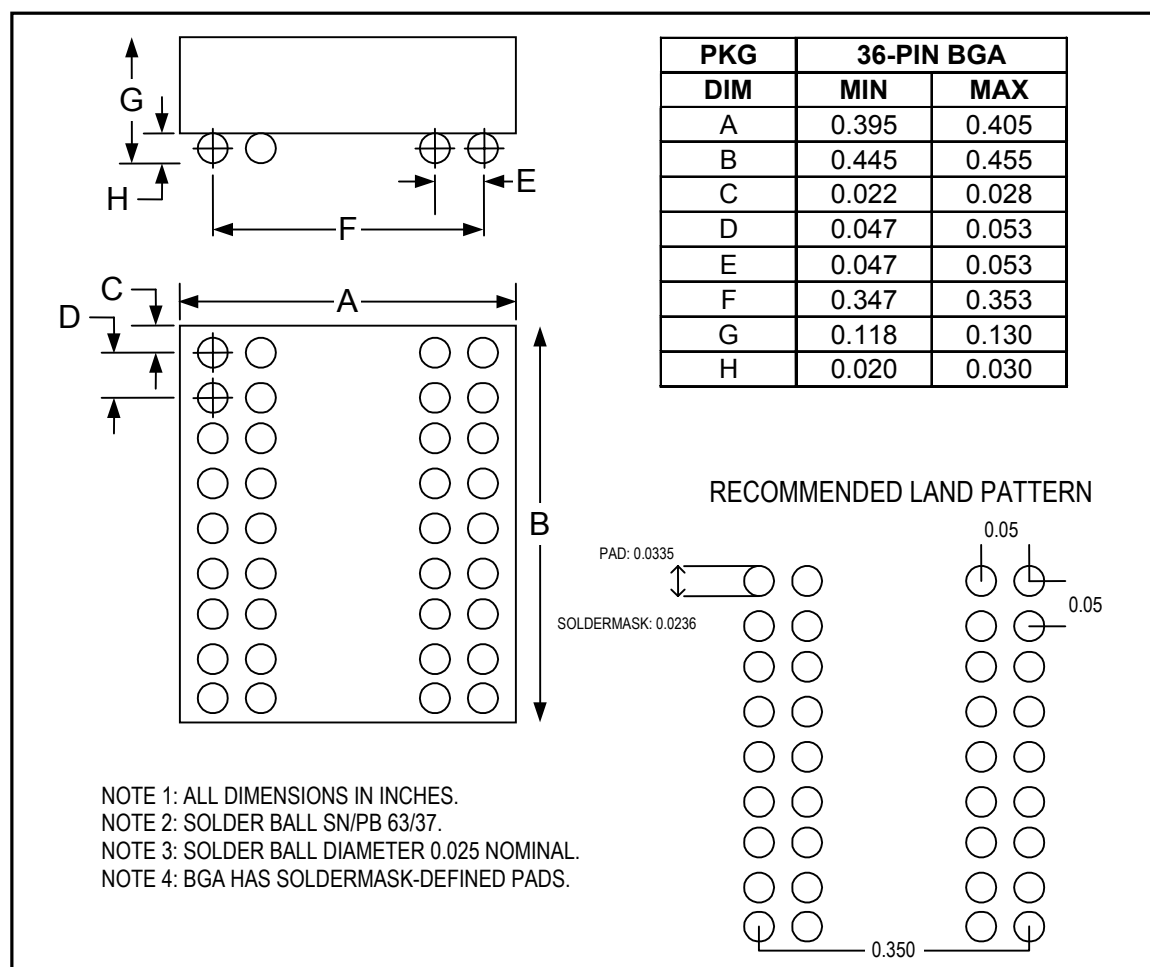 G
H
E
F
C
A
D
B
PKG 36-PIN BGA
DIM MIN MAX
A 0.395 0.405
B 0.445 0.455
C 0.022 0.028
D 0.047 0.053
E 0.047 0.053
F 0.347 0.353
G 0.118 0.130
H 0.020 0.030
RECOMMENDED LAND PATTERN
0.05
PAD: 0.0335
0.05
SOLDERMASK: 0.0236
0.350
NOTE 1: ALL DIMENSIONS IN INCHES.
NOTE 2: SOLDER BALL SN/PB 63/37.
NOTE 3: SOLDER BALL DIAMETER 0.025 NOMINAL.
NOTE 4: BGA HAS SOLDERMASK-DEFINED PADS.